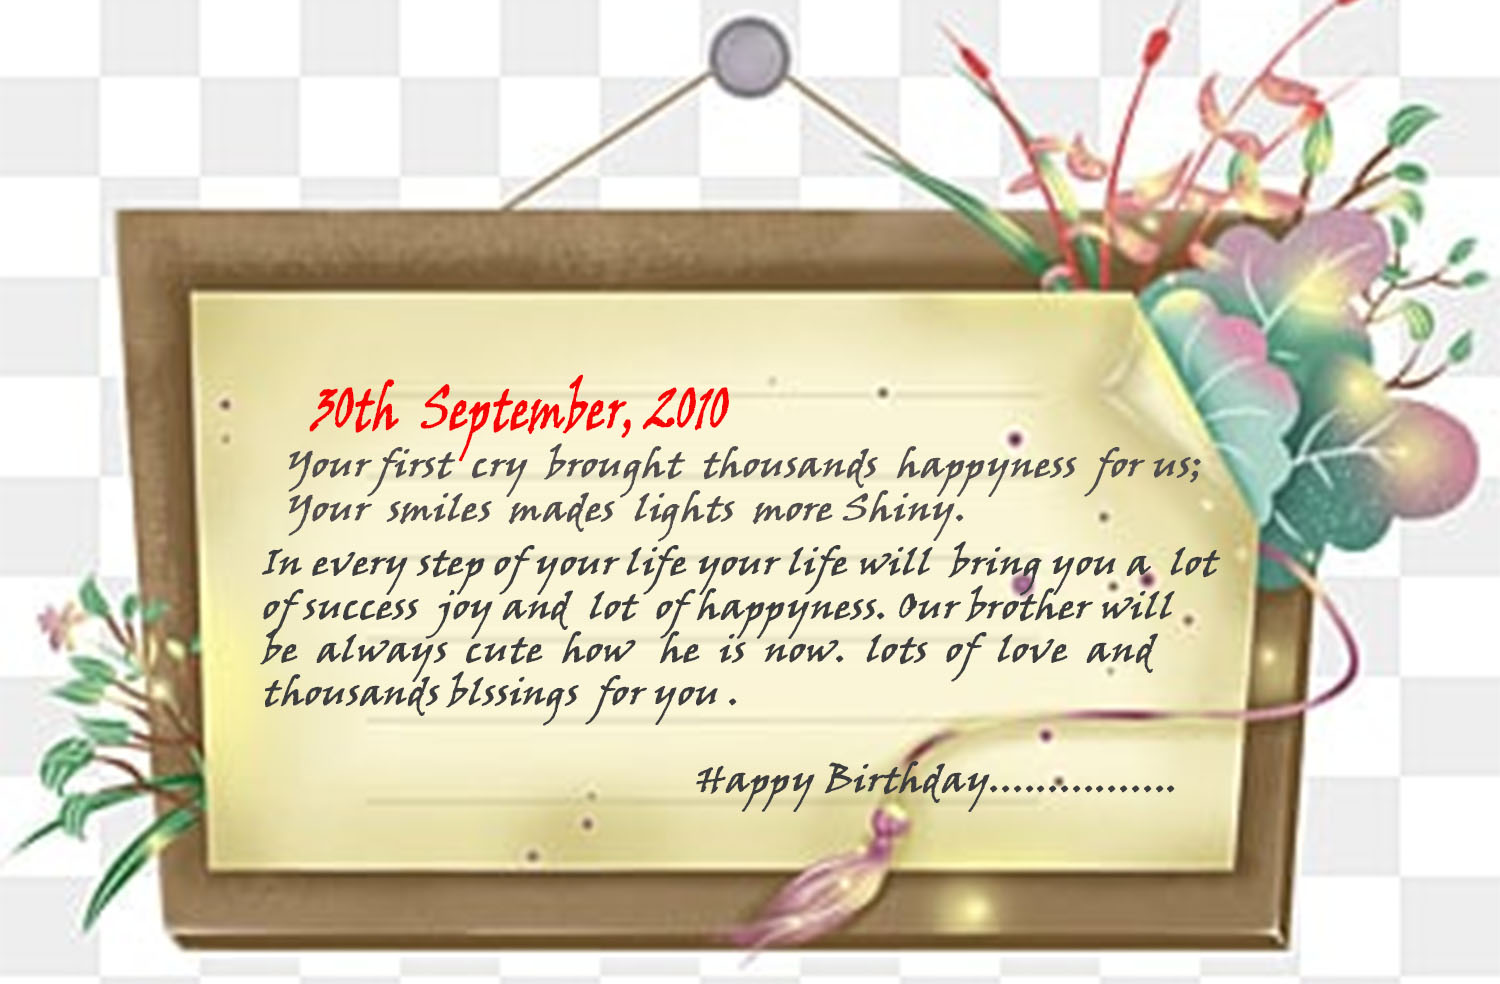 30th September, 2010
Your first cry brought thousands happyness for us;
Your smiles mades lights more Shiny.
In every step of your life your life will bring you a lot
of success joy and lot of happyness. Our brother will
be always cute how he is now. lots of love and
thousands blssings for you .
Happy Birthday................